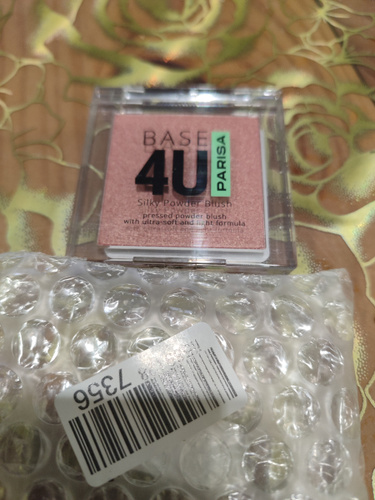 BASE
4U
PARISA
Silky Powder Blush
pressed powder blush
with ultra-soft and light formula
7356